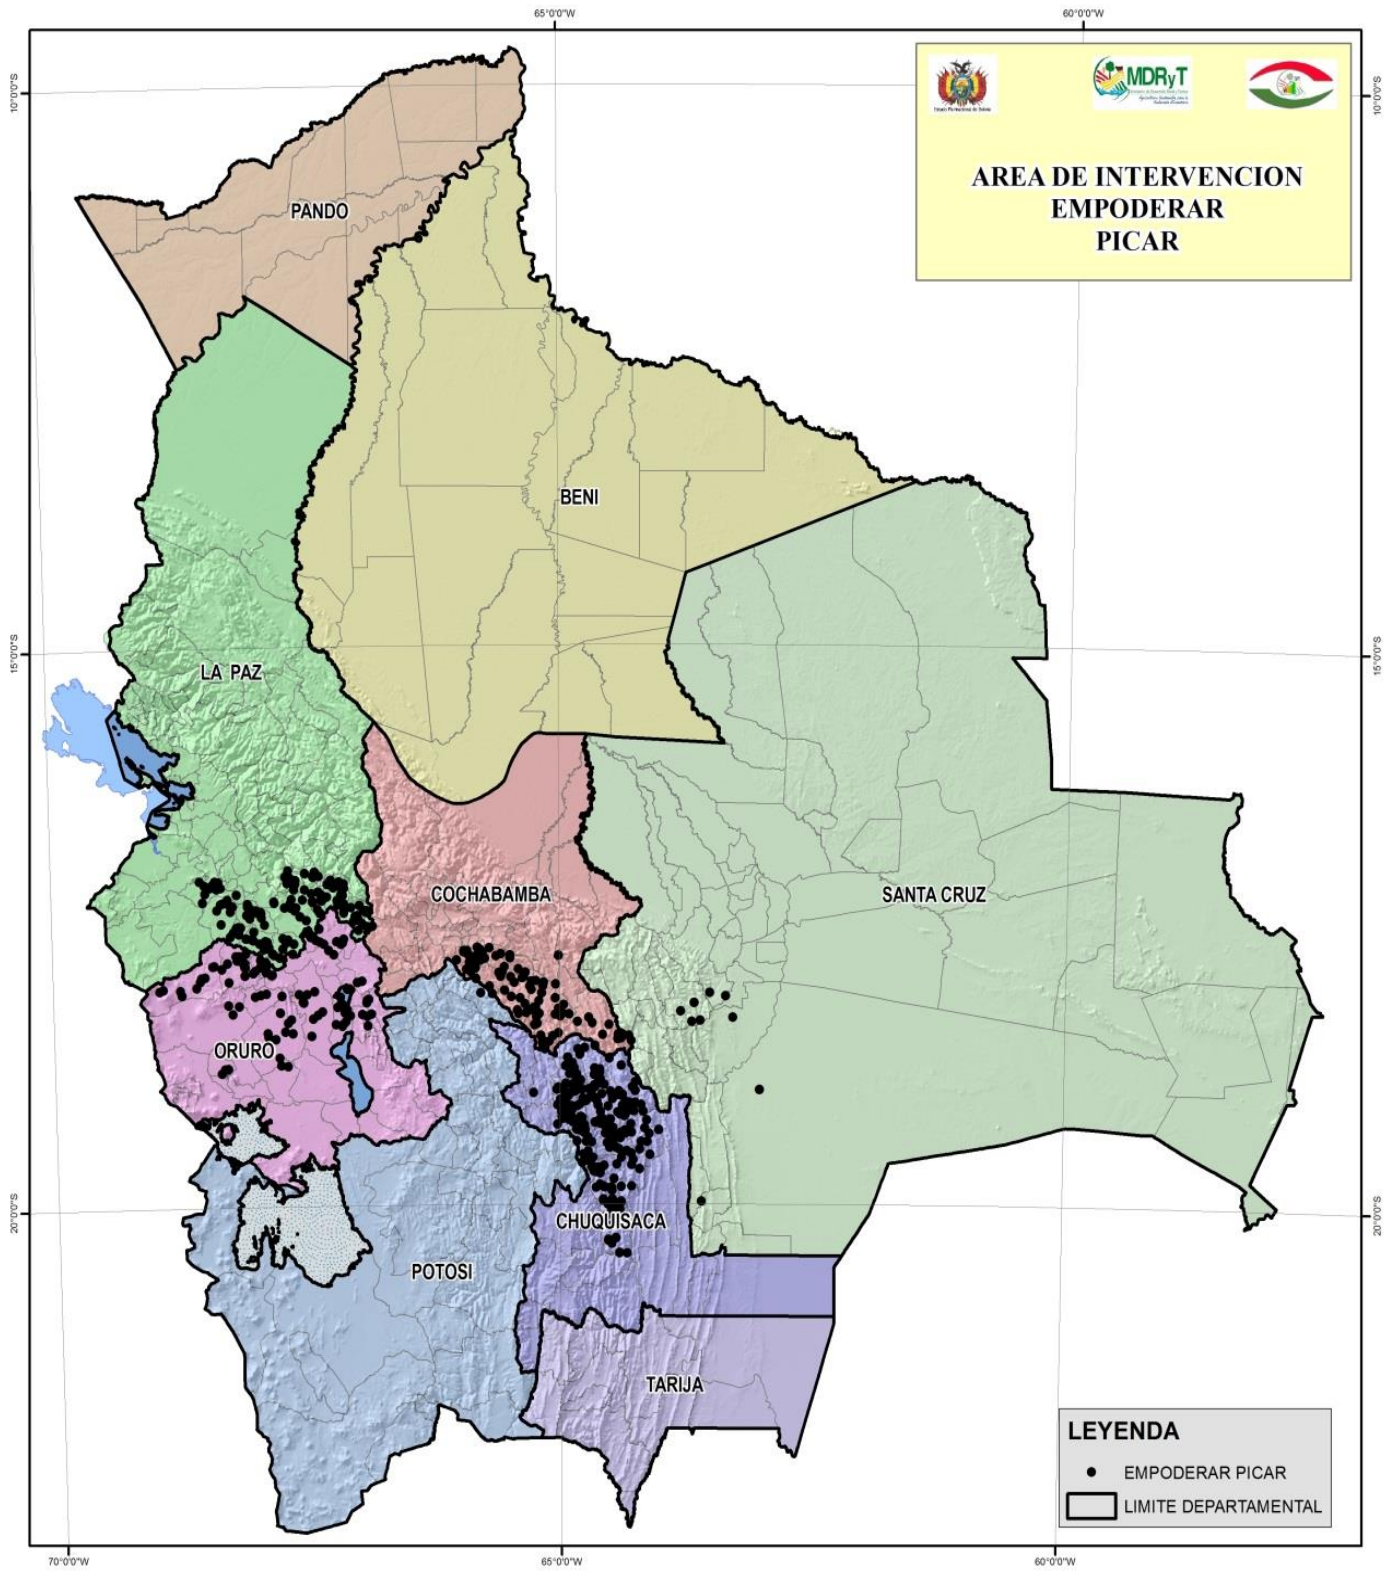 65°0'0"W
60°0'0"W
10°0'0"S
10°0'0"S
MDRyT
AREA DE INTERVENCION
EMPODERAR
PICAR
PANDO
BENI
LA PAZ
15°0'0"S
15°0'0"S
COCHABAMBA
SANTA CRUZ
ORURO
20°0'0"S
20°0'0"S
CHUQUISACA
POTOSI
TARIJA
LEYENDA
EMPODERAR PICAR
LIMITE DEPARTAMENTAL
70°0'0"W
65°0'0"W
60°0'0"W